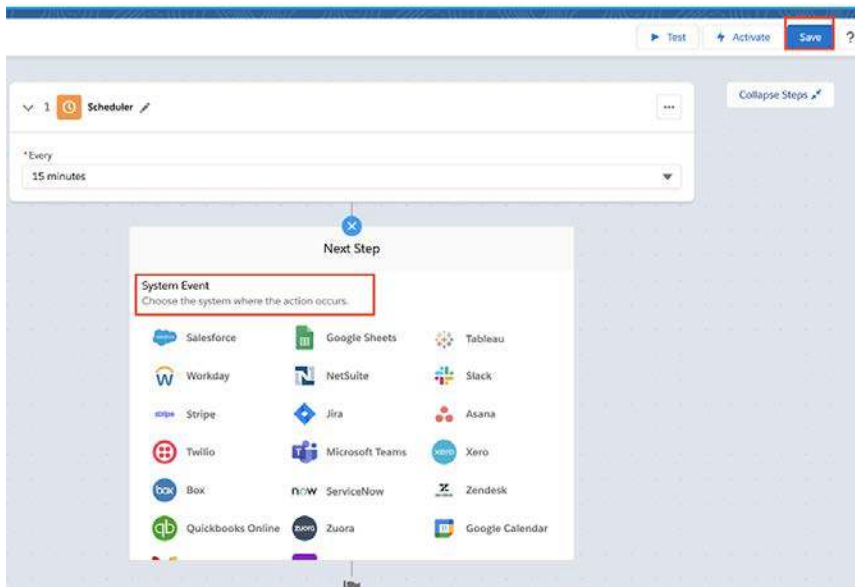 Test
Activate
Save
?
Collapse Steps
1 Scheduler
...
*Every
15 minutes
Next Step
System Event
Choose the system where the action occurs.
Salesforce Google Sheets Tableau
Workday NetSuite Slack
stripe Stripe Jira Asana
Twilio Microsoft Teams xero Xero
box Box now ServiceNow Zendesk
qb Quickbooks Online zuora Zuora Google Calendar